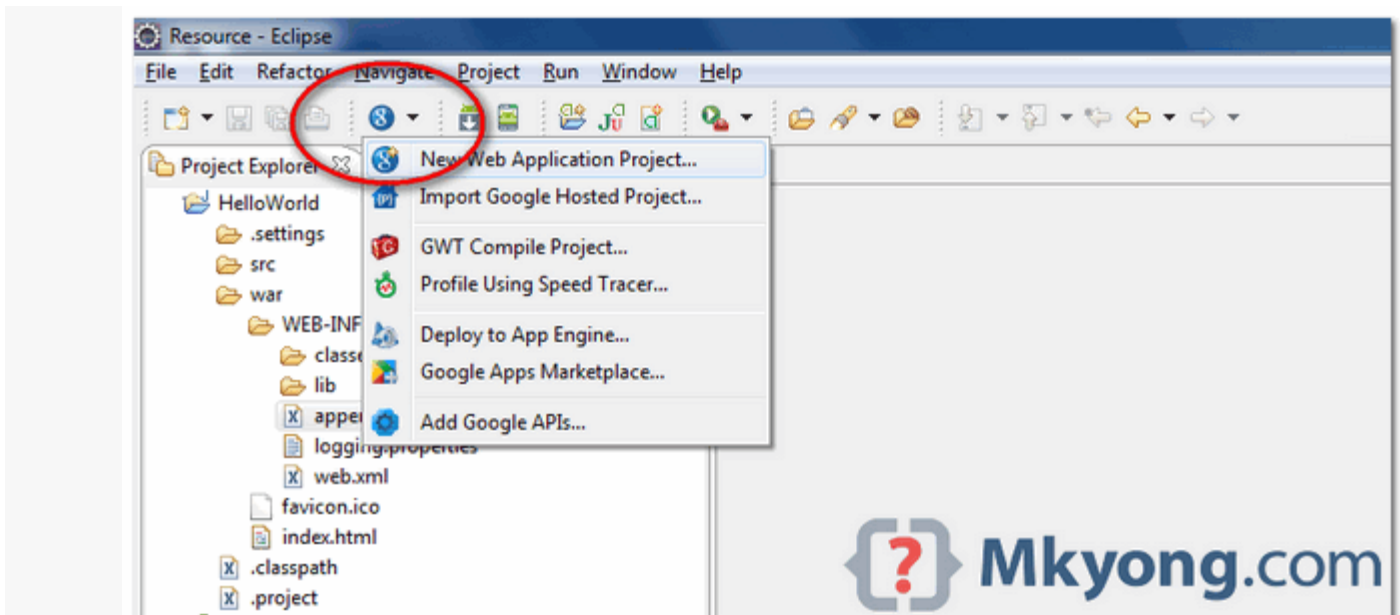 Resource - Eclipse
File Edit Refactor Navigate Project Run Window Help
Project Explorer
New Web Application Project...
Import Google Hosted Project...
GWT Compile Project...
Profile Using Speed Tracer...
Deploy to App Engine...
Google Apps Marketplace...
Add Google APIs...
HelloWorld
.settings
src
war
WEB-INF
classe
lib
appe
logging.properties
web.xml
favicon.ico
index.html
.classpath
.project
Mkyong.com